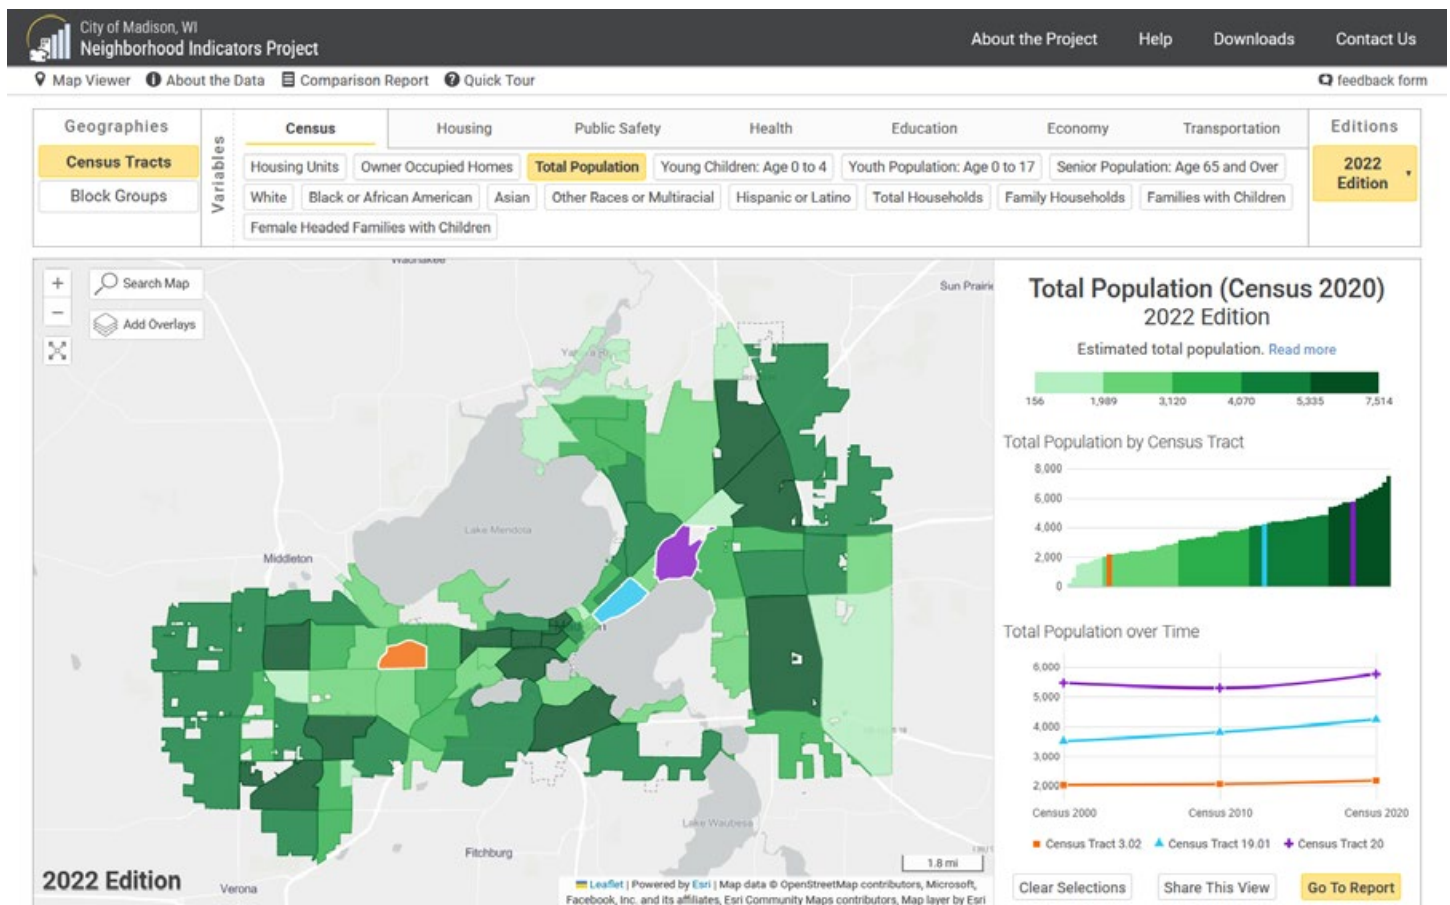 City of Madison, WI
Neighborhood Indicators Project
About the Project Help Downloads Contact Us
Map Viewer About the Data Comparison Report Quick Tour feedback form
Geographies
Census Tracts
Block Groups
Variables
Census Housing Public Safety Health Education Economy Transportation
Housing Units Owner Occupied Homes Total Population Young Children: Age 0 to 4 Youth Population: Age 0 to 17 Senior Population: Age 65 and Over
White Black or African American Asian Other Races or Multiracial Hispanic or Latino Total Households Family Households Families with Children
Female Headed Families with Children
Editions
2022
Edition
+
−
Search Map
Add Overlays
Waunakee
Sun Prairie
Lake Mendota
Middleton
Lake Waubesa
Fitchburg
Verona
1.8 mi
2022 Edition
Leaflet | Powered by Esri | Map data © OpenStreetMap contributors, Microsoft,
Facebook, Inc. and its affiliates, Esri Community Maps contributors, Map layer by Esri
Total Population (Census 2020)
2022 Edition
Estimated total population. Read more
156 1,989 3,120 4,070 5,335 7,514
Total Population by Census Tract
8,000
6,000
4,000
2,000
0
Total Population over Time
6,000
5,000
4,000
3,000
2,000
Census 2000 Census 2010 Census 2020
Census Tract 3.02 Census Tract 19.01 Census Tract 20
Clear Selections Share This View Go To Report